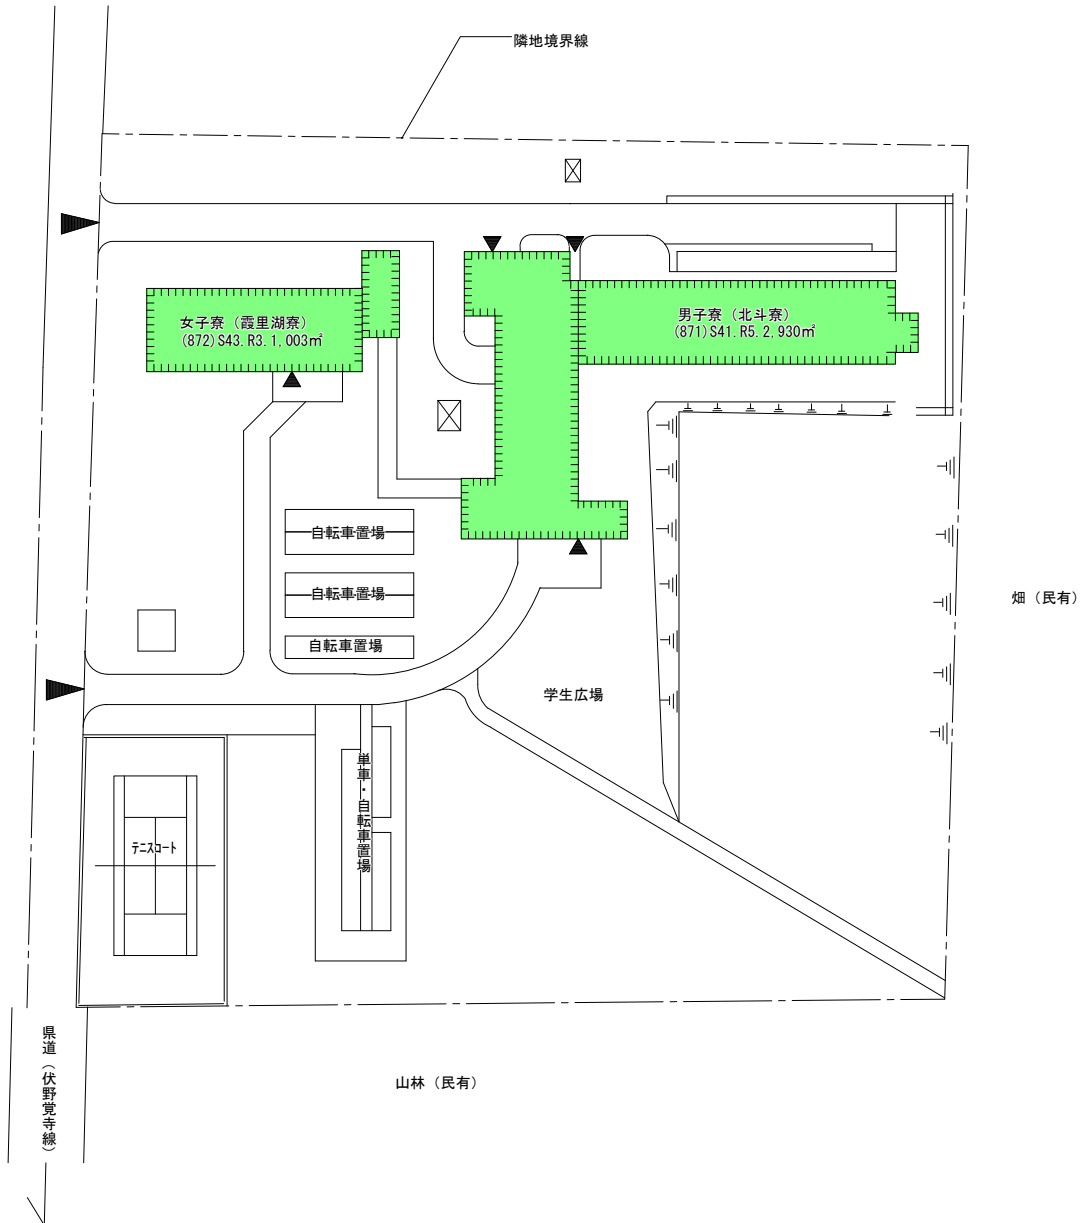 隣地境界線
女子寮（霞里湖寮）
(872)S43.R3.1,003㎡
男子寮（北斗寮）
(871)S41.R5.2,930㎡
自転車置場
自転車置場
自転車置場
畑（民有）
学生広場
単車・自転車置場
テニスコート
県道（伏野覚寺線）
山林（民有）